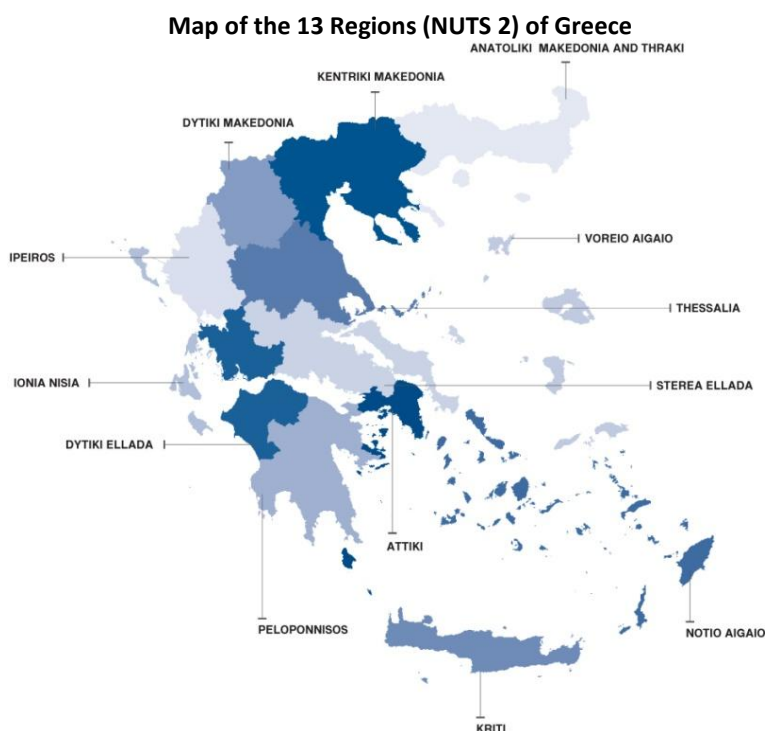 Map of the 13 Regions (NUTS 2) of Greece
ANATOLIKI MAKEDONIA AND THRAKI
KENTRIKI MAKEDONIA
DYTIKI MAKEDONIA
VOREIO AIGAIO
IPEIROS
THESSALIA
IONIA NISIA
STEREA ELLADA
DYTIKI ELLADA
ATTIKI
PELOPONNISOS
NOTIO AIGAIO
KRITI